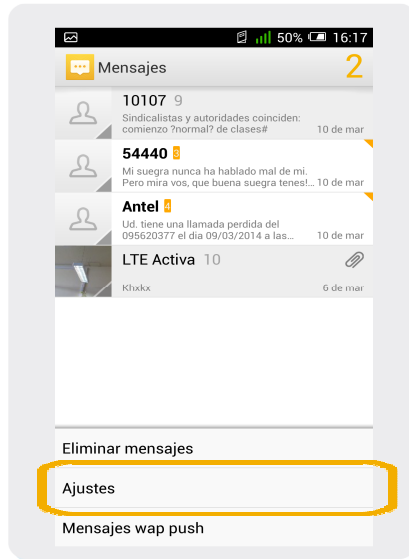 50% 16:17
Mensajes 2
10107 9
Sindicalistas y autoridades coinciden:
comienzo ?normal? de clases# 10 de mar
54440 3
Mi suegra nunca ha hablado mal de mi.
Pero mira vos, que buena suegra tenes!... 10 de mar
Antel 4
Ud. tiene una llamada perdida del
095620377 el dia 09/03/2014 a las... 10 de mar
LTE Activa 10
Khxkx 6 de mar
Eliminar mensajes
Ajustes
Mensajes wap push